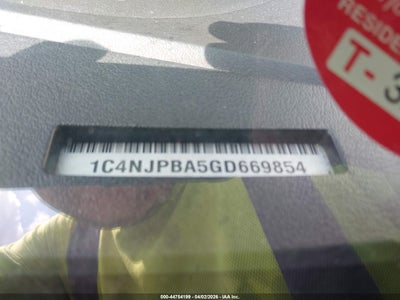 RESIDE
T-3
1C4NJPBA5GD669854
000-44754199 - 04/02/2026 - IAA Inc.